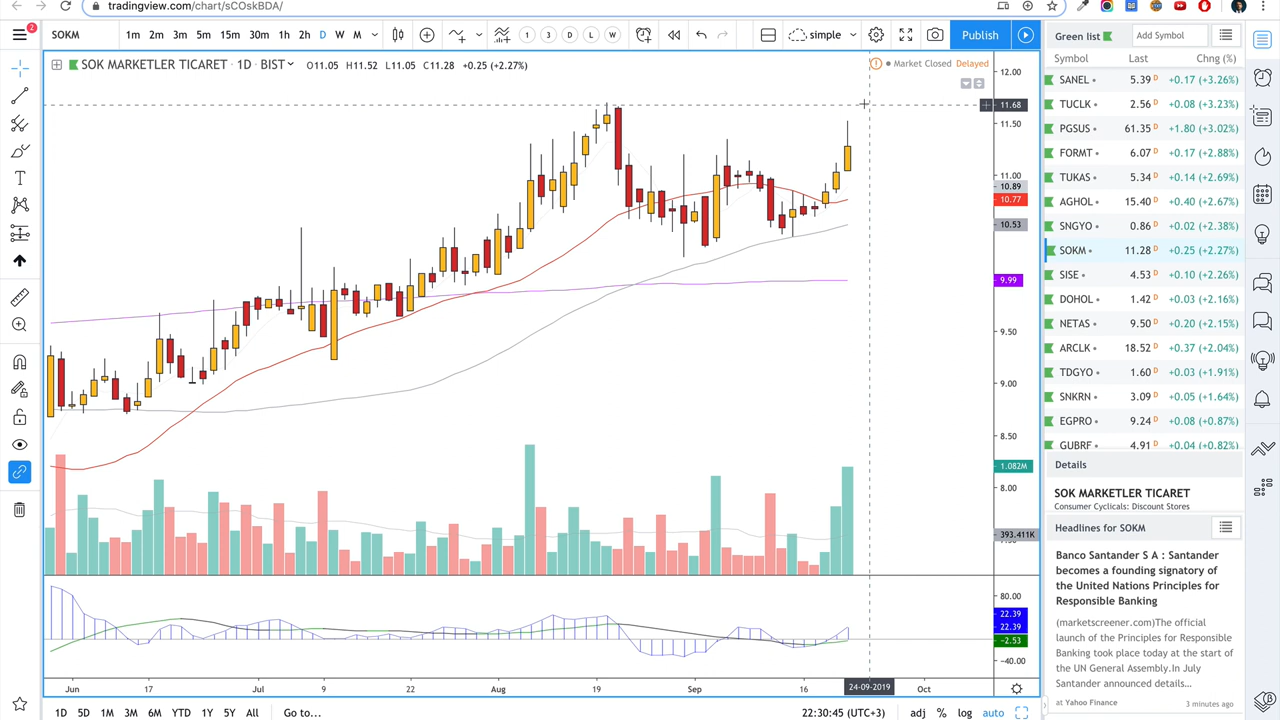 tradingview.com/chart/sCOskBDA/
2
SOKM 1m 2m 3m 5m 15m 30m 1h 2h D W M 1 3 D L W simple Publish
SOK MARKETLER TICARET · 1D · BIST O11.05 H11.52 L11.05 C11.28 +0.25 (+2.27%) Market Closed Delayed
12.00
11.68
11.50
11.00
10.89
10.77
10.53
9.99
9.50
9.00
8.50
1.082M
8.00
393.411K
80.00
22.39
22.39
−2.53
−40.00
Jun 17 Jul 9 22 Aug 19 Sep 16 24-09-2019 Oct
1D 5D 1M 3M 6M YTD 1Y 5Y All Go to... 22:30:45 (UTC+3) adj % log auto
Green list Add Symbol
Symbol Last Chng (%)
SANEL 5.39 D +0.17 (+3.26%)
TUCLK 2.56 D +0.08 (+3.23%)
PGSUS 61.35 D +1.80 (+3.02%)
FORMT 6.07 D +0.17 (+2.88%)
TUKAS 5.34 D +0.14 (+2.69%)
AGHOL 15.40 D +0.40 (+2.67%)
SNGYO 0.86 D +0.02 (+2.38%)
SOKM 11.28 D +0.25 (+2.27%)
SISE 4.53 D +0.10 (+2.26%)
DOHOL 1.42 D +0.03 (+2.16%)
NETAS 9.50 D +0.20 (+2.15%)
ARCLK 18.52 D +0.37 (+2.04%)
TDGYO 1.60 D +0.03 (+1.91%)
SNKRN 3.09 D +0.05 (+1.64%)
EGPRO 9.24 D +0.08 (+0.87%)
GUBRF 4.91 D +0.04 (+0.82%)
Details
SOK MARKETLER TICARET
Consumer Cyclicals: Discount Stores
Headlines for SOKM
Banco Santander S A : Santander
becomes a founding signatory of
the United Nations Principles for
Responsible Banking
(marketscreener.com)The official
launch of the Principles for Responsible
Banking took place today at the start of
the UN General Assembly.In July
Santander announced details...
at Yahoo Finance 3 minutes ago